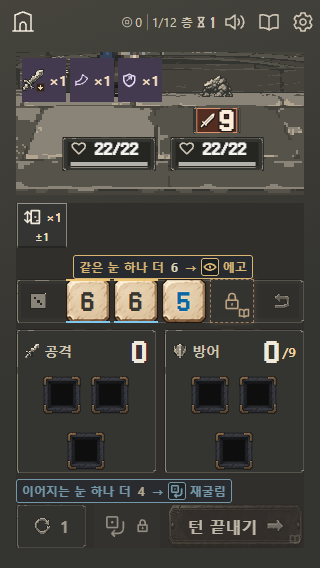 0 1/12 층 1
×1 ×1 ×1
9
22/22 22/22
×1
±1
같은 눈 하나 더 6 → 에고
6 6 5
공격 0 방어 0/9
이어지는 눈 하나 더 4 → 재굴림
1 턴 끝내기 →